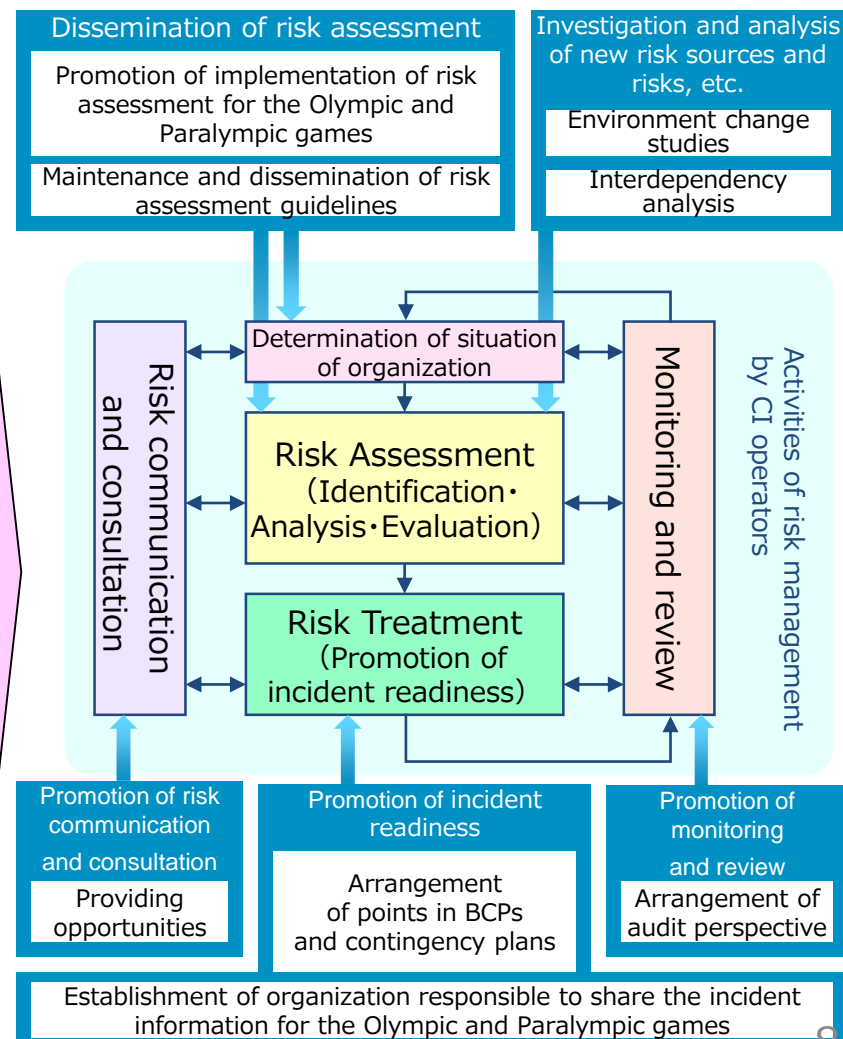 Dissemination of risk assessment
Promotion of implementation of risk
assessment for the Olympic and
Paralympic games
Maintenance and dissemination of risk
assessment guidelines
Investigation and analysis
of new risk sources and
risks, etc.
Environment change
studies
Interdependency
analysis
Risk communication
and consultation
Determination of situation
of organization
Risk Assessment
（Identification・
Analysis・Evaluation）
Risk Treatment
（Promotion of
incident readiness）
Monitoring and review
Activities of risk management
by CI operators
Promotion of risk
communication
and consultation
Providing
opportunities
Promotion of incident
readiness
Arrangement
of points in BCPs
and contingency plans
Promotion of
monitoring
and review
Arrangement of
audit perspective
Establishment of organization responsible to share the incident
information for the Olympic and Paralympic games